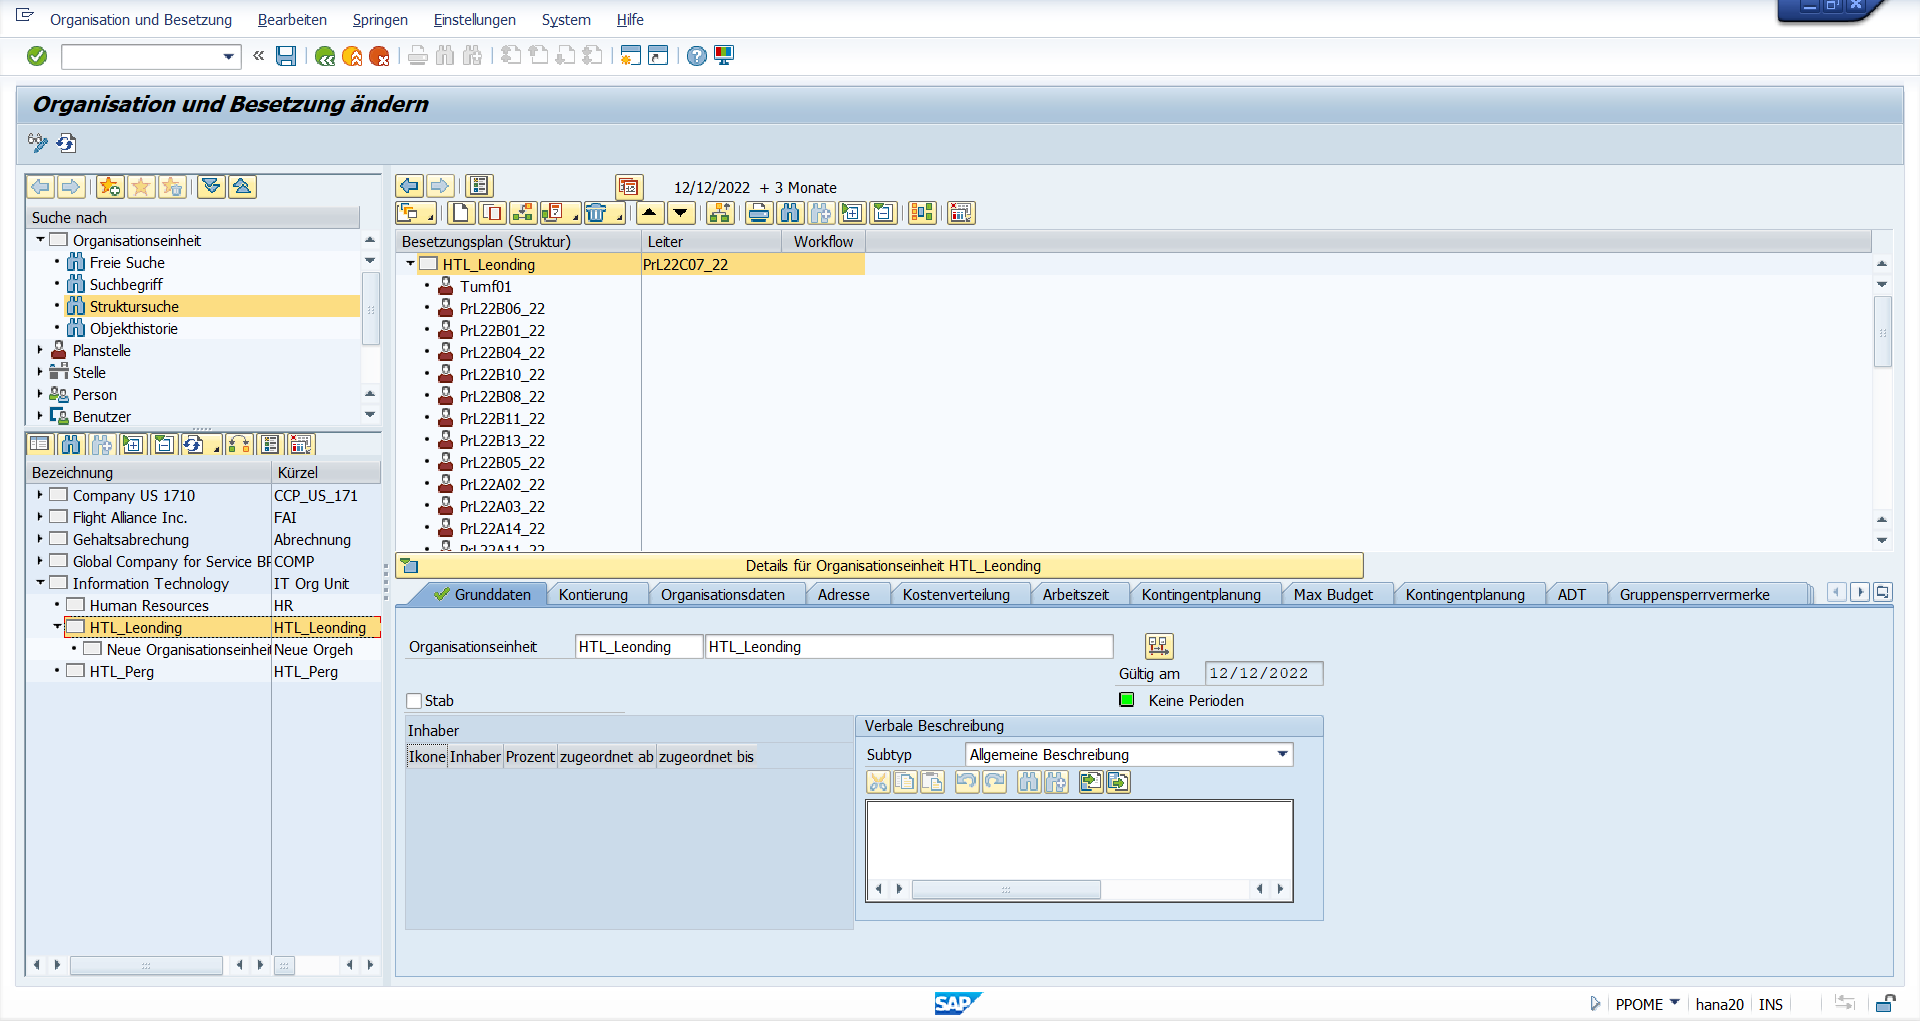 Organisation und Besetzung Bearbeiten Springen Einstellungen System Hilfe
Organisation und Besetzung ändern
12/12/2022 + 3 Monate
Suche nach
Organisationseinheit
Freie Suche
Suchbegriff
Struktursuche
Objekthistorie
Planstelle
Stelle
Person
Benutzer
Bezeichnung Kürzel
Company US 1710 CCP_US_171
Flight Alliance Inc. FAI
Gehaltsabrechung Abrechnung
Global Company for Service BF COMP
Information Technology IT Org Unit
Human Resources HR
HTL_Leonding HTL_Leonding
Neue Organisationseinhei Neue Orgeh
HTL_Perg HTL_Perg
Besetzungsplan (Struktur) Leiter Workflow
HTL_Leonding PrL22C07_22
Tumf01
PrL22B06_22
PrL22B01_22
PrL22B04_22
PrL22B10_22
PrL22B08_22
PrL22B11_22
PrL22B13_22
PrL22B05_22
PrL22A02_22
PrL22A03_22
PrL22A14_22
PrL22A11_22
Details für Organisationseinheit HTL_Leonding
Grunddaten Kontierung Organisationsdaten Adresse Kostenverteilung Arbeitszeit Kontingentplanung Max Budget Kontingentplanung ADT Gruppensperrvermerke
Organisationseinheit HTL_Leonding HTL_Leonding
Gültig am 12/12/2022
Stab
Keine Perioden
Inhaber
Ikone Inhaber Prozent zugeordnet ab zugeordnet bis
Verbale Beschreibung
Subtyp Allgemeine Beschreibung
SAP
PPOME hana20 INS